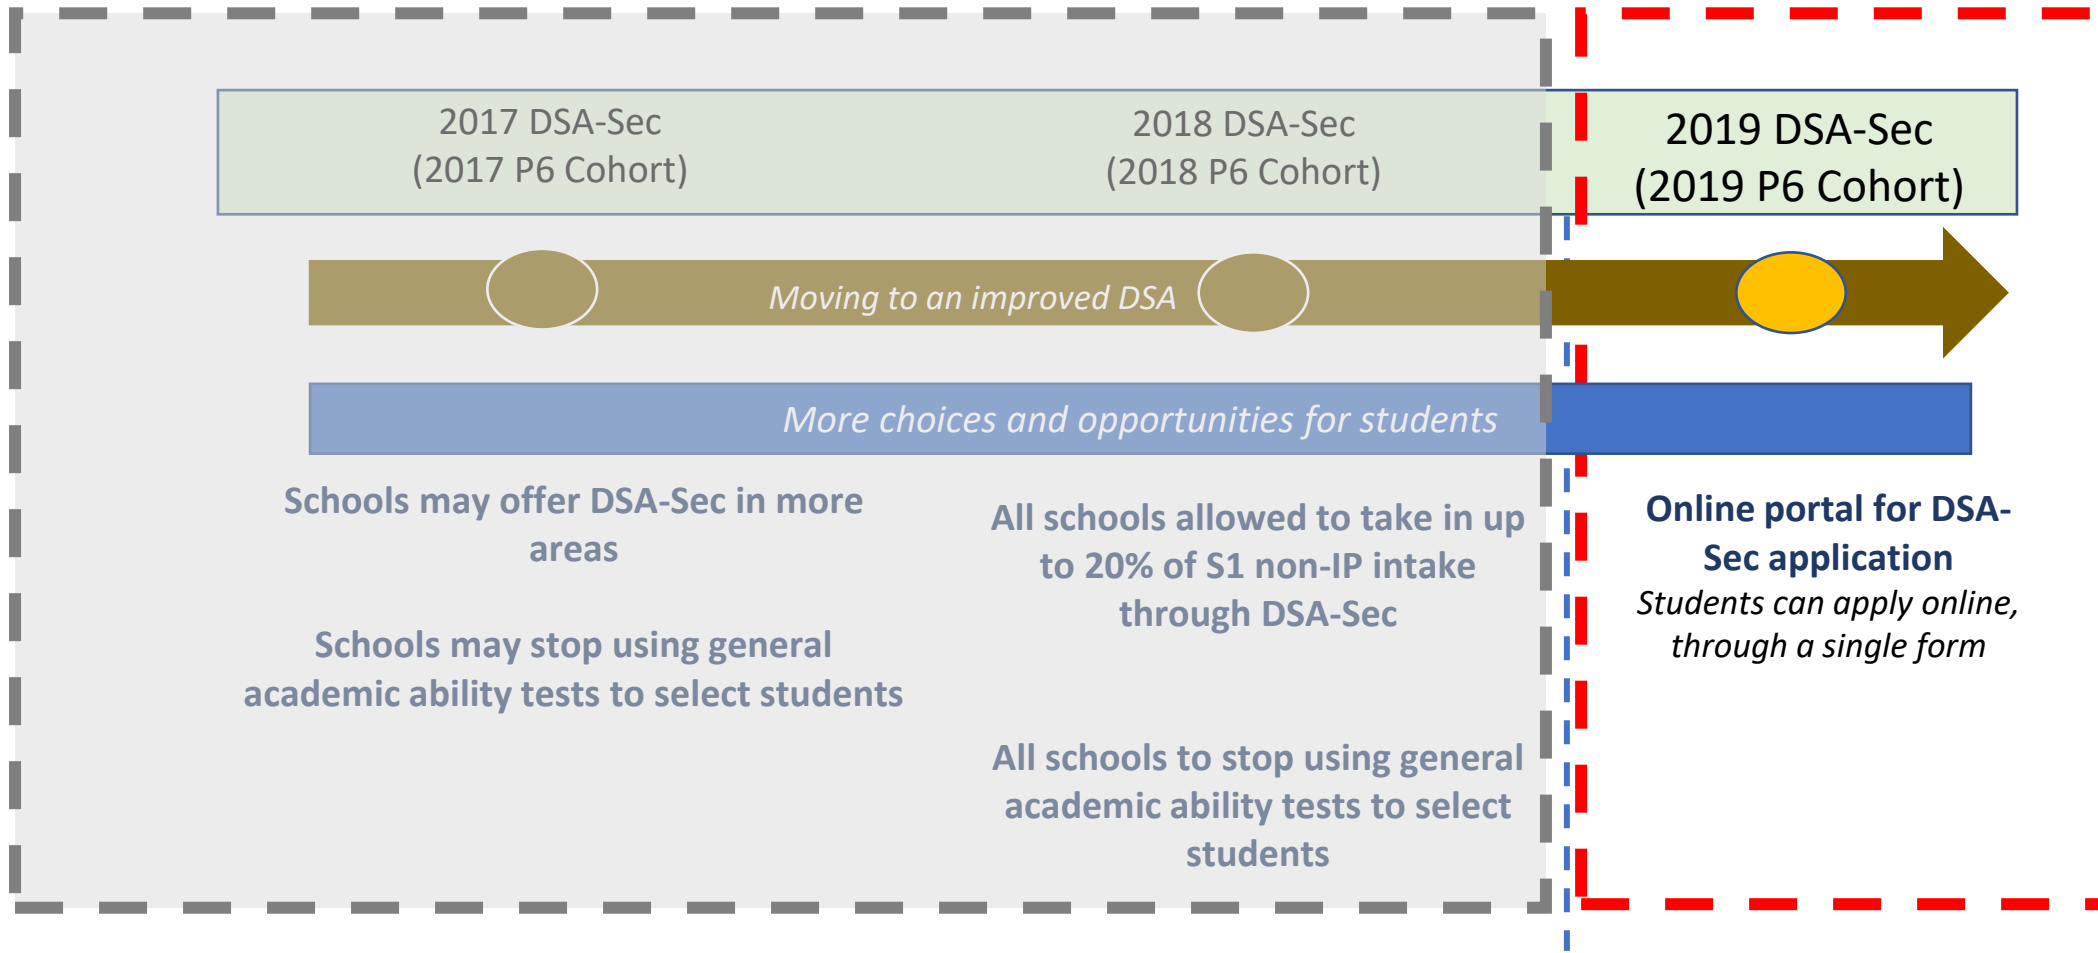 2017 DSA-Sec
(2017 P6 Cohort)
2018 DSA-Sec
(2018 P6 Cohort)
2019 DSA-Sec
(2019 P6 Cohort)
Moving to an improved DSA
More choices and opportunities for students
Schools may offer DSA-Sec in more
areas
Schools may stop using general
academic ability tests to select students
All schools allowed to take in up
to 20% of S1 non-IP intake
through DSA-Sec
All schools to stop using general
academic ability tests to select
students
Online portal for DSA-
Sec application
Students can apply online,
through a single form